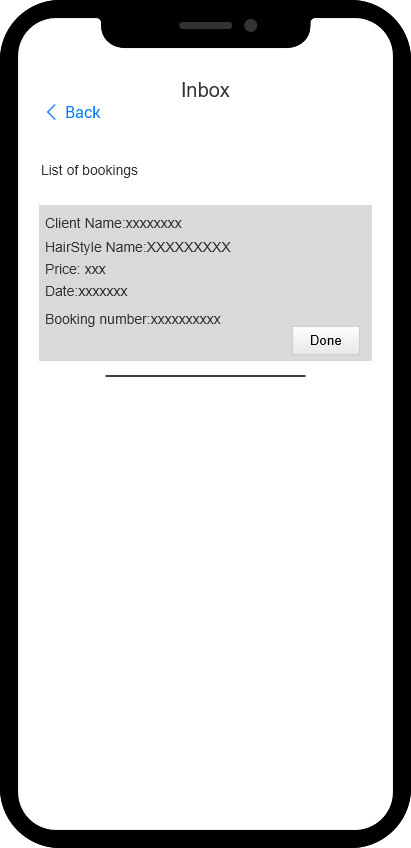 Inbox
Back
List of bookings
Client Name:xxxxxxxx
HairStyle Name:XXXXXXXXX
Price: xxx
Date:xxxxxxx
Booking number:xxxxxxxxxx
Done